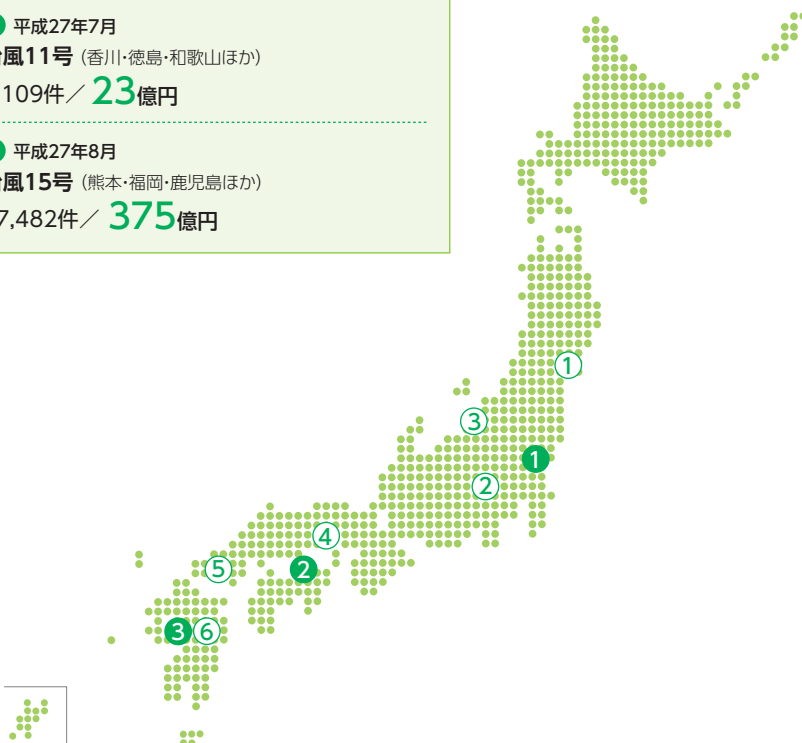 平成27年7月
風11号 (香川・徳島・和歌山ほか)
109件／ 23億円
平成27年8月
風15号 (熊本・福岡・鹿児島ほか)
7,482件／ 375億円
①
③
❶
②
④
⑤
❷
❸ ⑥